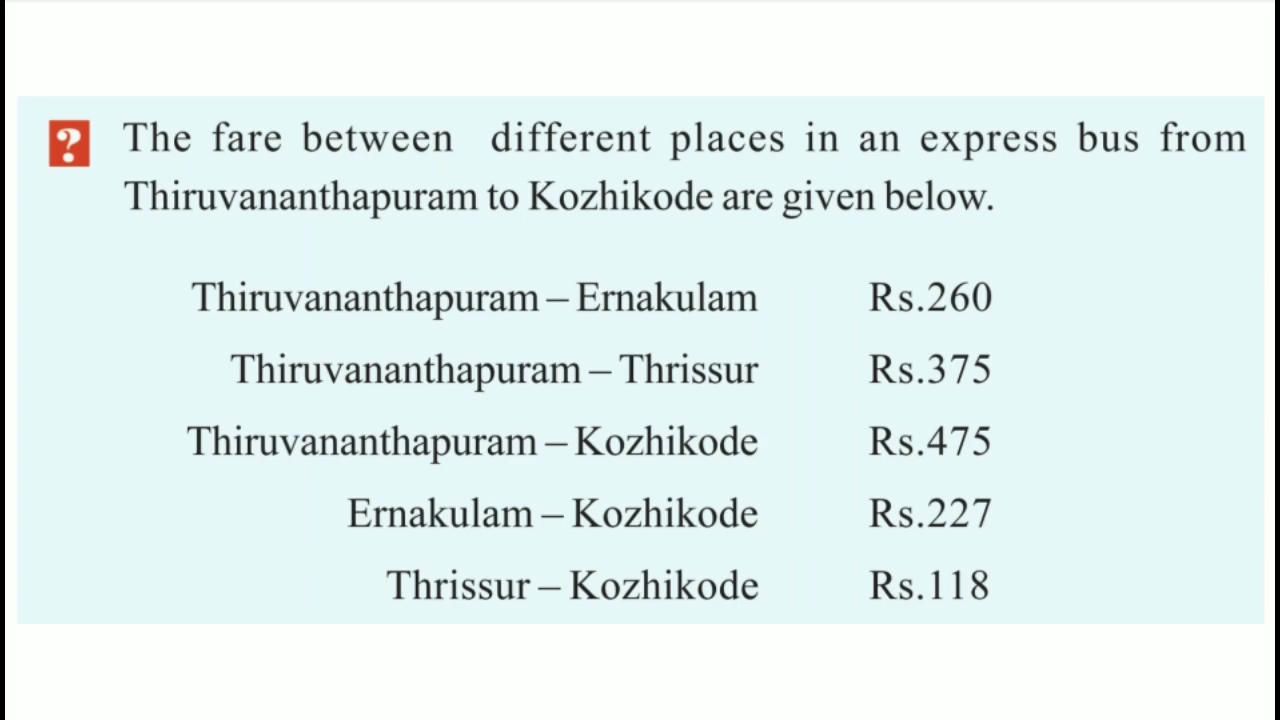 ? The fare between different places in an express bus from
Thiruvananthapuram to Kozhikode are given below.
Thiruvananthapuram – Ernakulam Rs.260
Thiruvananthapuram – Thrissur Rs.375
Thiruvananthapuram – Kozhikode Rs.475
Ernakulam – Kozhikode Rs.227
Thrissur – Kozhikode Rs.118